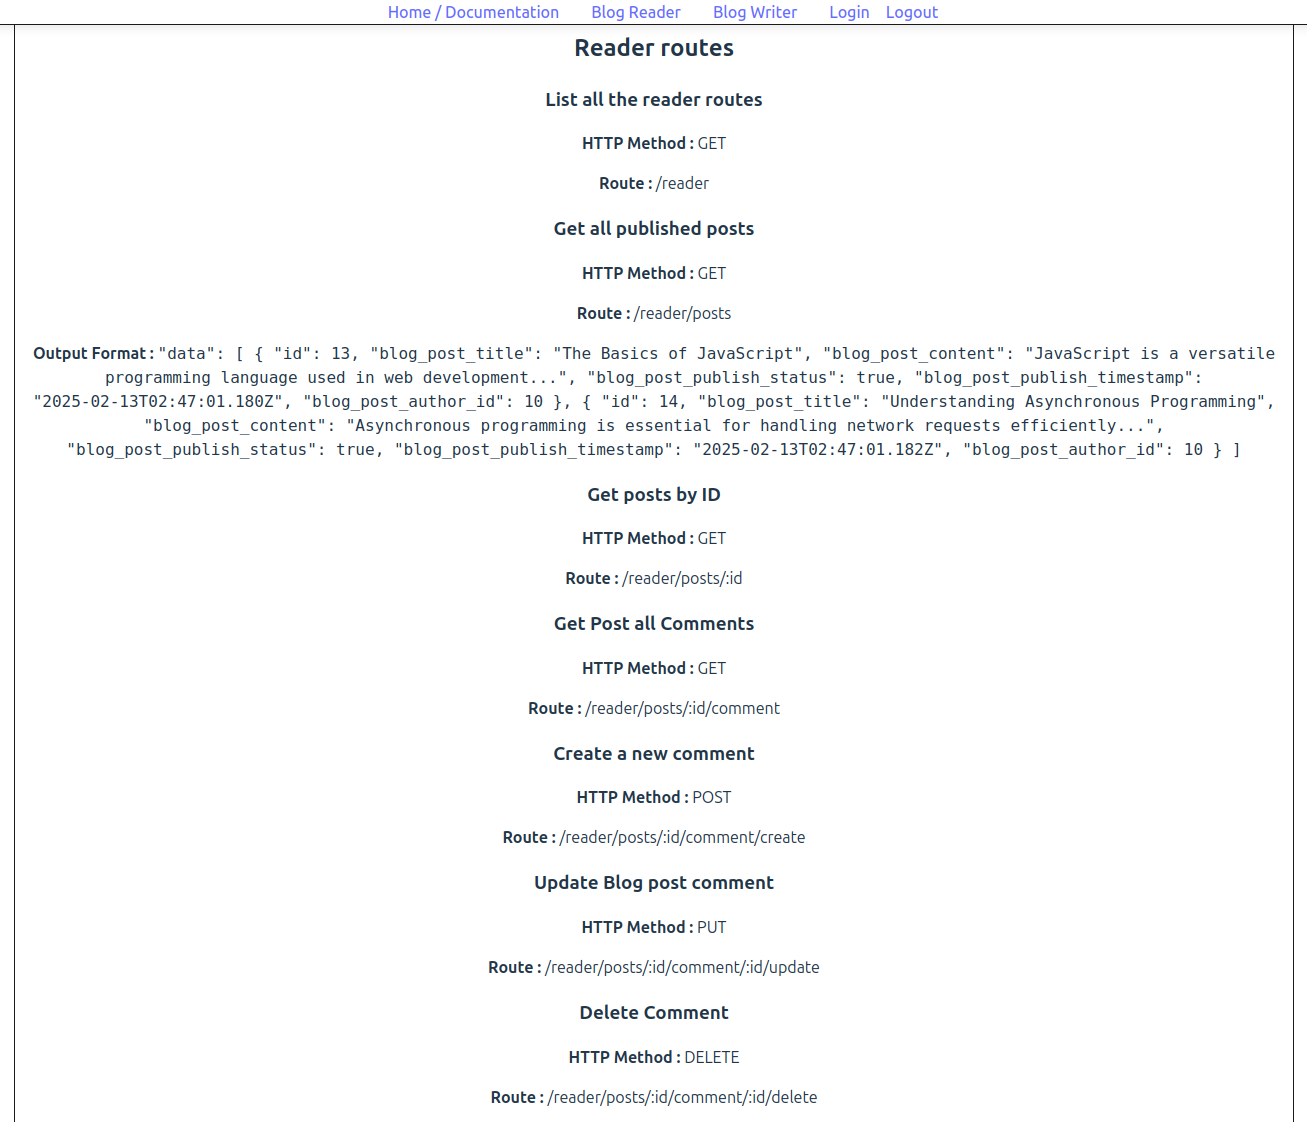 Home / Documentation Blog Reader Blog Writer Login Logout
Reader routes
List all the reader routes
HTTP Method : GET
Route : /reader
Get all published posts
HTTP Method : GET
Route : /reader/posts
Output Format : "data": [ { "id": 13, "blog_post_title": "The Basics of JavaScript", "blog_post_content": "JavaScript is a versatile
programming language used in web development...", "blog_post_publish_status": true, "blog_post_publish_timestamp":
"2025-02-13T02:47:01.180Z", "blog_post_author_id": 10 }, { "id": 14, "blog_post_title": "Understanding Asynchronous Programming",
"blog_post_content": "Asynchronous programming is essential for handling network requests efficiently...",
"blog_post_publish_status": true, "blog_post_publish_timestamp": "2025-02-13T02:47:01.182Z", "blog_post_author_id": 10 } ]
Get posts by ID
HTTP Method : GET
Route : /reader/posts/:id
Get Post all Comments
HTTP Method : GET
Route : /reader/posts/:id/comment
Create a new comment
HTTP Method : POST
Route : /reader/posts/:id/comment/create
Update Blog post comment
HTTP Method : PUT
Route : /reader/posts/:id/comment/:id/update
Delete Comment
HTTP Method : DELETE
Route : /reader/posts/:id/comment/:id/delete